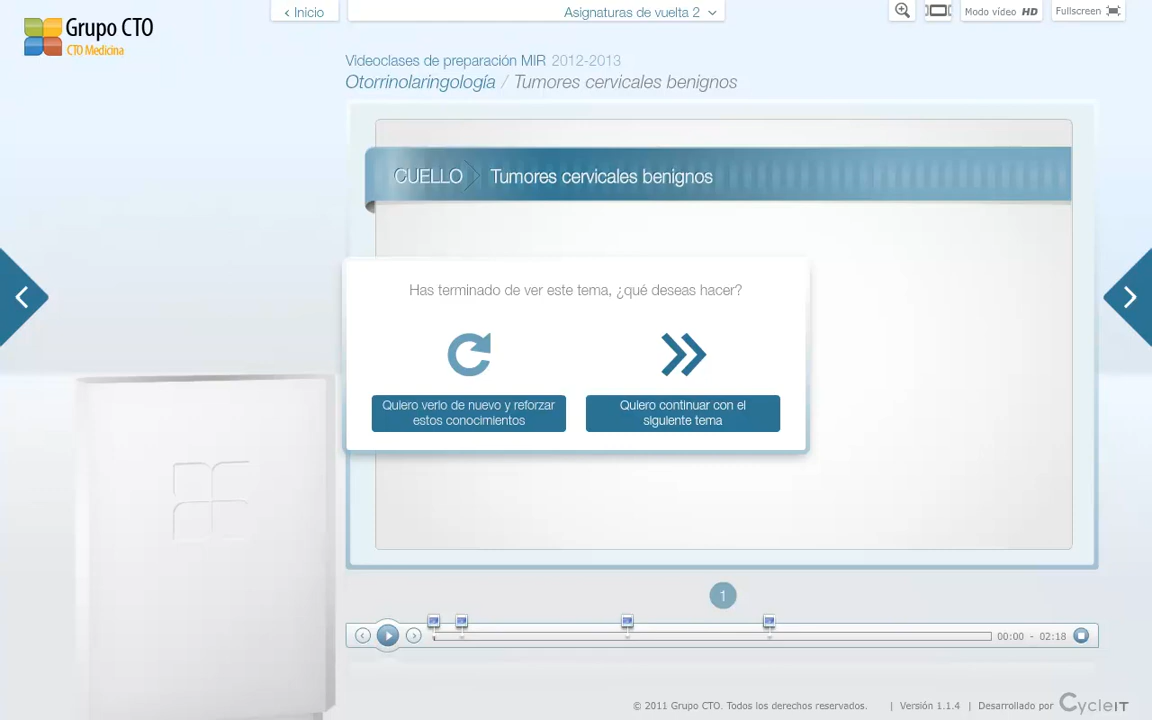 Grupo CTO
CTO Medicina
‹ Inicio
Asignaturas de vuelta 2
Modo vídeo HD
Fullscreen
Videoclases de preparación MIR 2012-2013
Otorrinolaringología / Tumores cervicales benignos
CUELLO
Tumores cervicales benignos
Has terminado de ver este tema, ¿qué deseas hacer?
Quiero verlo de nuevo y reforzar
estos conocimientos
Quiero continuar con el
siguiente tema
1
00:00 - 02:18
© 2011 Grupo CTO. Todos los derechos reservados. | Versión 1.1.4 | Desarrollado por CycleIT